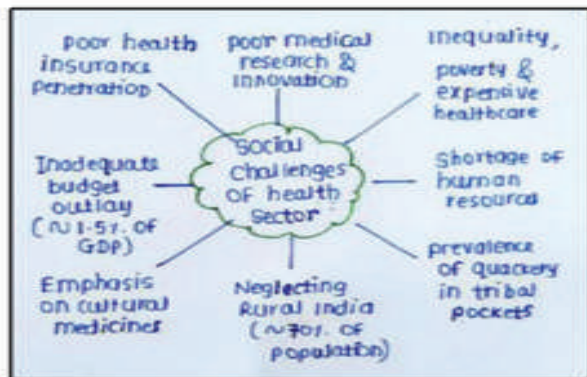 poor health
insurance
penetration
poor medical
research &
innovation
inequality,
poverty &
expensive
healthcare
Inadequate
budget
outlay
(~1.5%. of
GDP)
Social
Challenges
of health
Sector
Shortage of
human
resource
Emphasis
on cultural
medicines
Neglecting
Rural India
(~70%. of
population)
prevalence
of quackery
in tribal
pockets